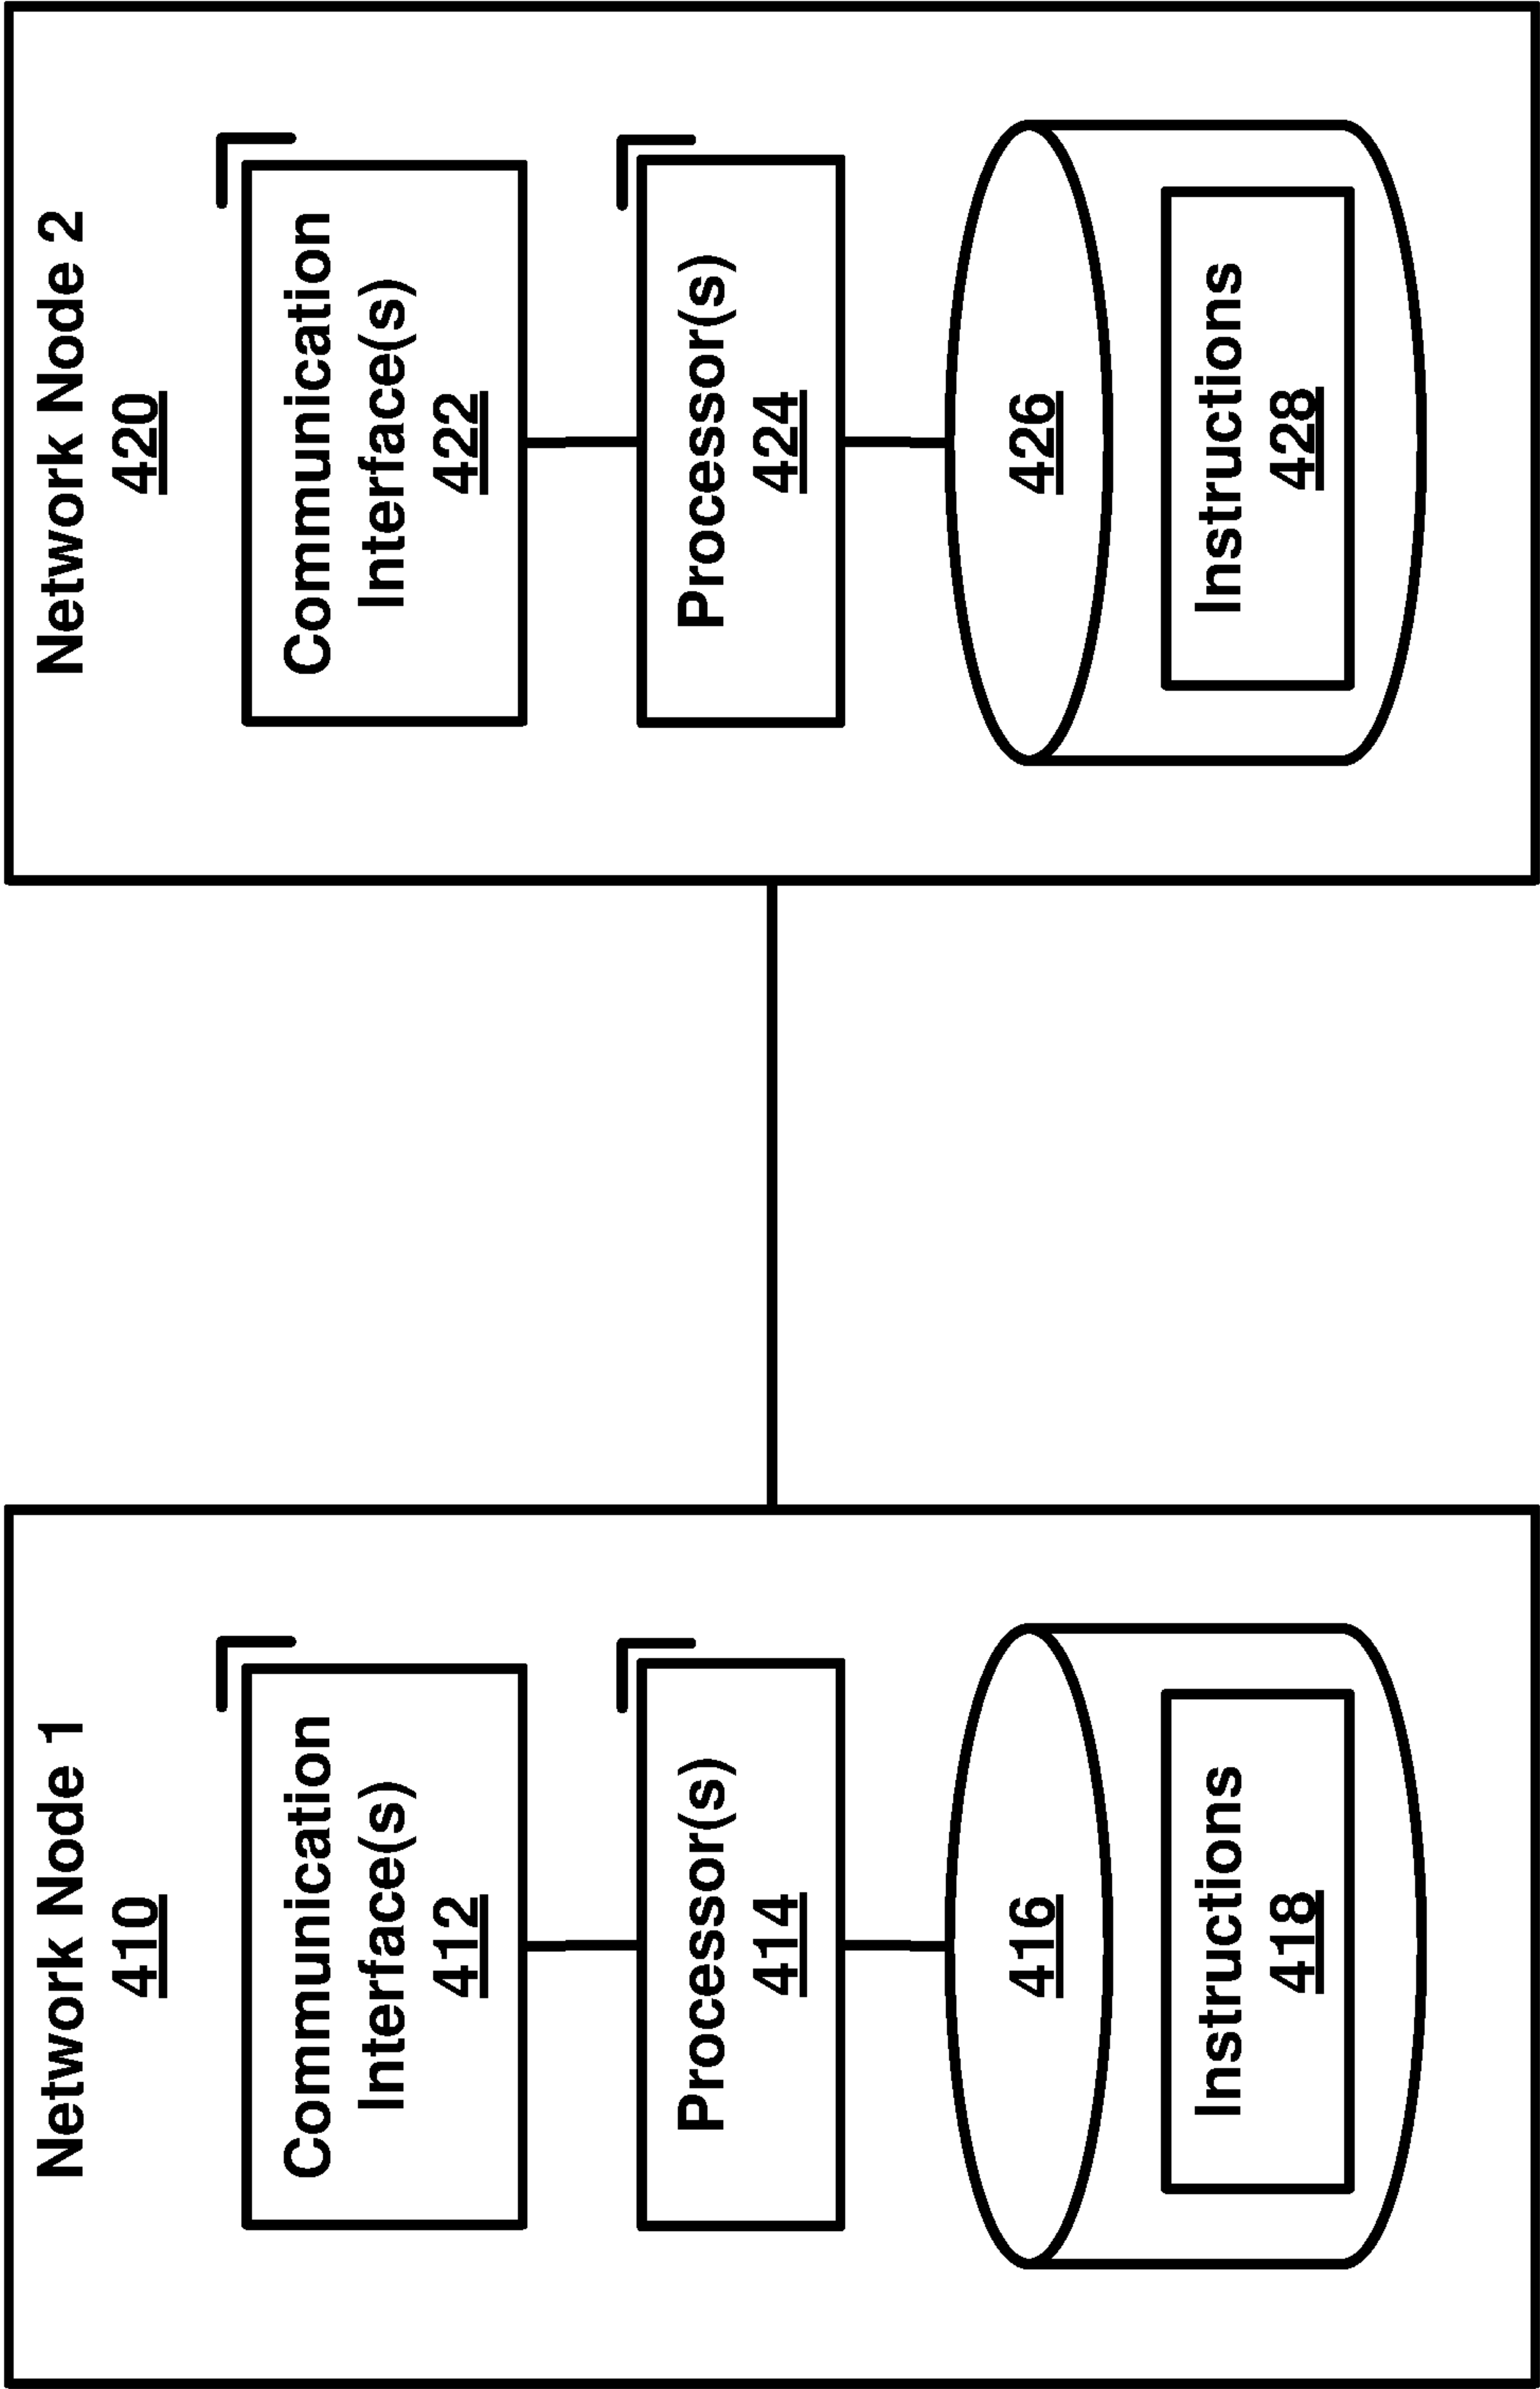 Network Node 1
410
Communication
Interface(s)
412
Processor(s)
414
416
Instructions
418
Network Node 2
420
Communication
Interface(s)
422
Processor(s)
424
426
Instructions
428